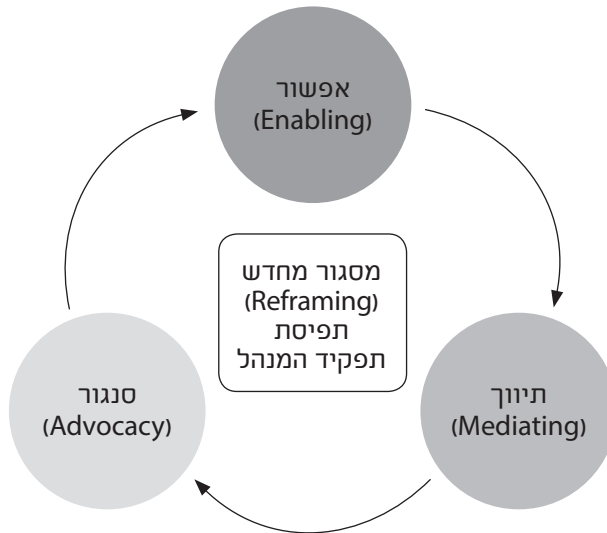 אפשור
(Enabling)
מסגור מחדש
(Reframing)
תפיסת
תפקיד המנהל
סנגור
(Advocacy)
תיווך
(Mediating)